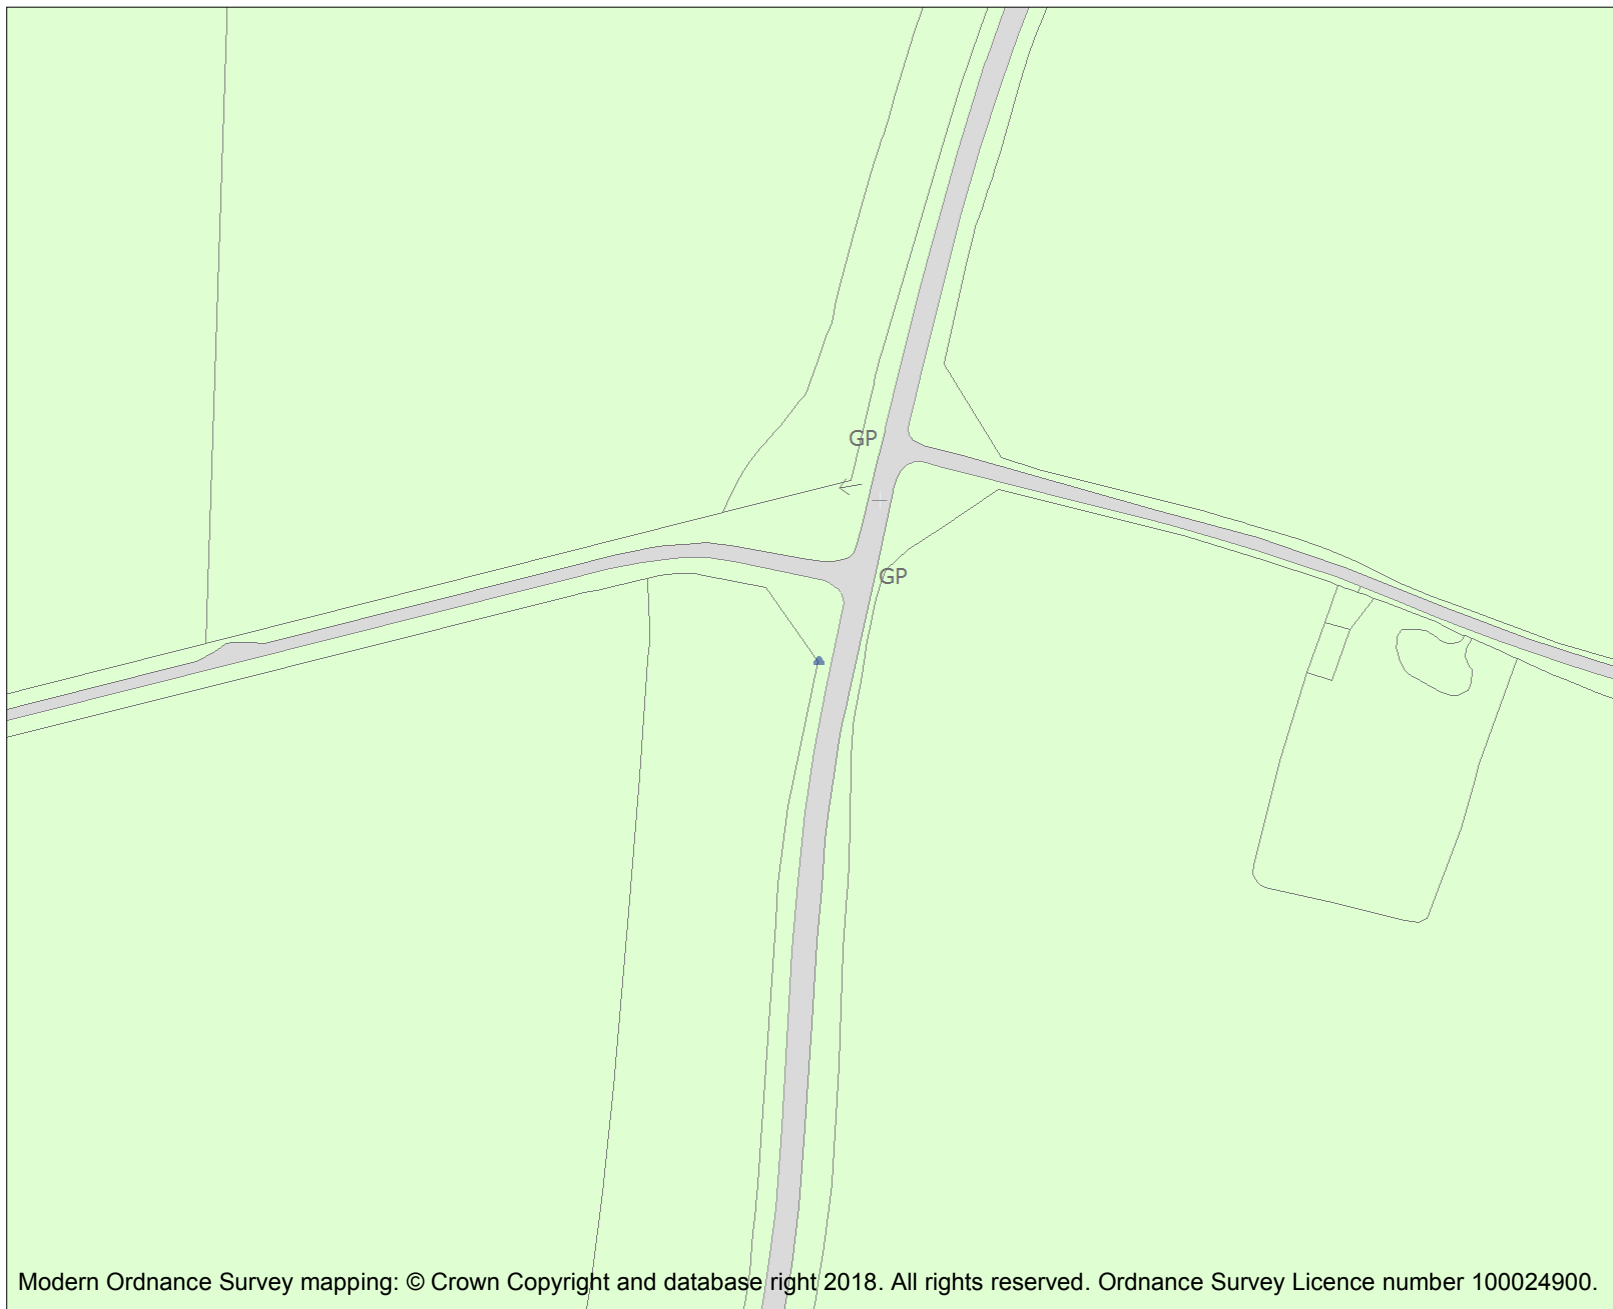 GP
GP
Modern Ordnance Survey mapping: © Crown Copyright and database right 2018. All rights reserved. Ordnance Survey Licence number 100024900.